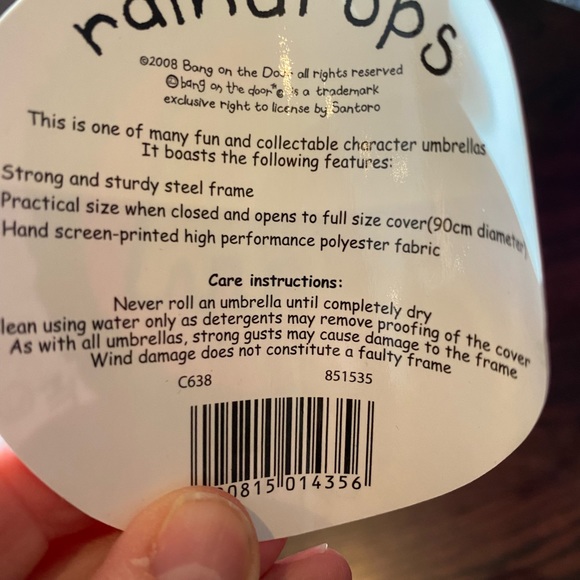 raindrops
©2008 Bang on the Door all rights reserved
bang on the door*© is a trademark
exclusive right to license by Santoro
This is one of many fun and collectable character umbrellas
It boasts the following features:
Strong and sturdy steel frame
Practical size when closed and opens to full size cover(90cm diameter)
Hand screen-printed high performance polyester fabric
Care instructions:
Never roll an umbrella until completely dry
lean using water only as detergents may remove proofing of the cover
As with all umbrellas, strong gusts may cause damage to the frame
Wind damage does not constitute a faulty frame
C638 851535
0815 014356